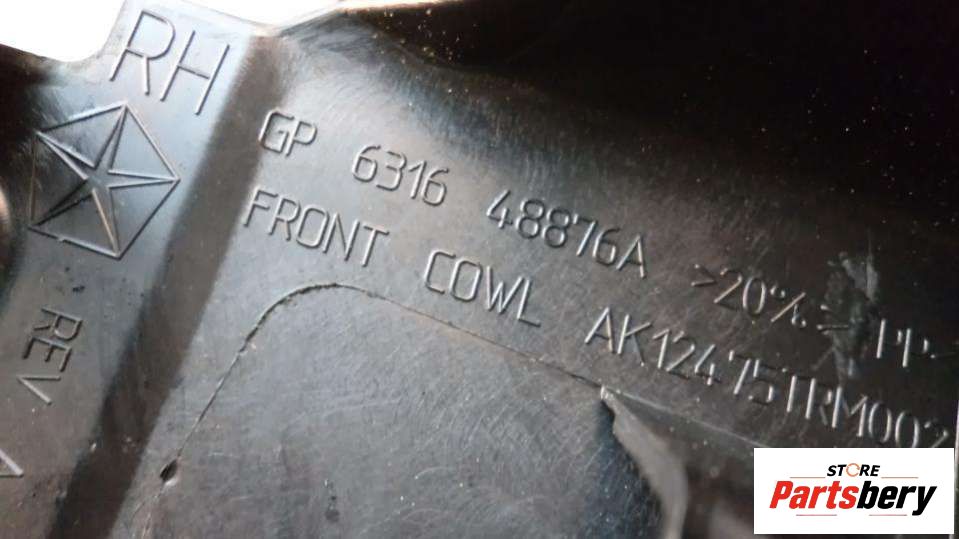 RH
GP 6316 48876A >20% PP<
FRONT COWL AK12475TRM002
REV
STORE
Partsbery